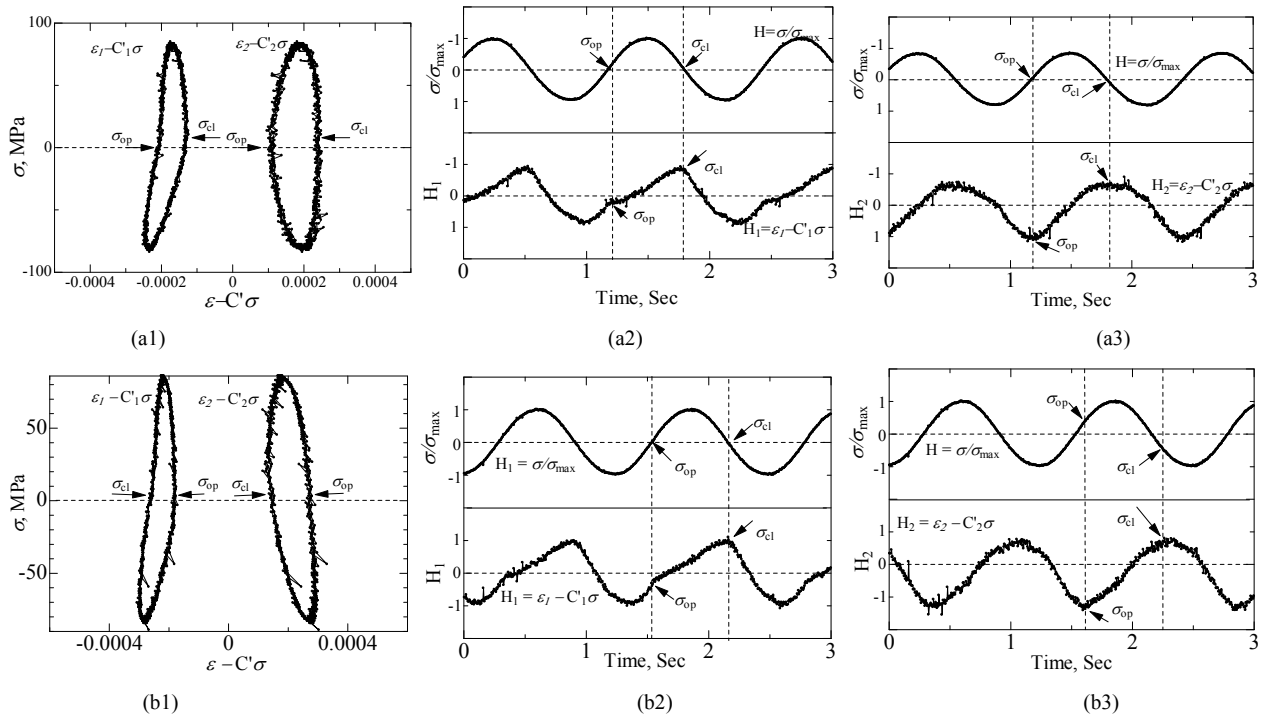 100
ε1–C'1σ
ε2–C'2σ
σcl
σop
σop
σcl
0
-100
σ, MPa
-0.0004
-0.0002
0
0.0002
0.0004
ε–C'σ
(a1)
σop
σcl
H=σ/σmax
-1
0
1
σ/σmax
σcl
-1
0
1
H1
σop
H1=ε1–C'1σ
0
1
2
3
Time, Sec
(a2)
σop
σcl
H=σ/σmax
-1
0
1
σ/σmax
σcl
-1
0
1
H2
σop
H2=ε2–C'2σ
0
1
2
3
Time, Sec
(a3)
ε1–C'1σ
ε2–C'2σ
50
0
-50
σ, MPa
σcl
σop
σcl
σop
-0.0004
0
0.0004
ε–C'σ
(b1)
1
0
-1
σ/σmax
σcl
σop
H1 = σ/σmax
1
0
-1
H1
σcl
σop
H1 = ε1–C'1σ
0
1
2
3
Time, Sec
(b2)
σop
1
0
-1
σ/σmax
σcl
H = σ/σmax
H2 = ε2–C'2σ
σcl
1
0
-1
H2
σop
0
1
2
3
Time, Sec
(b3)